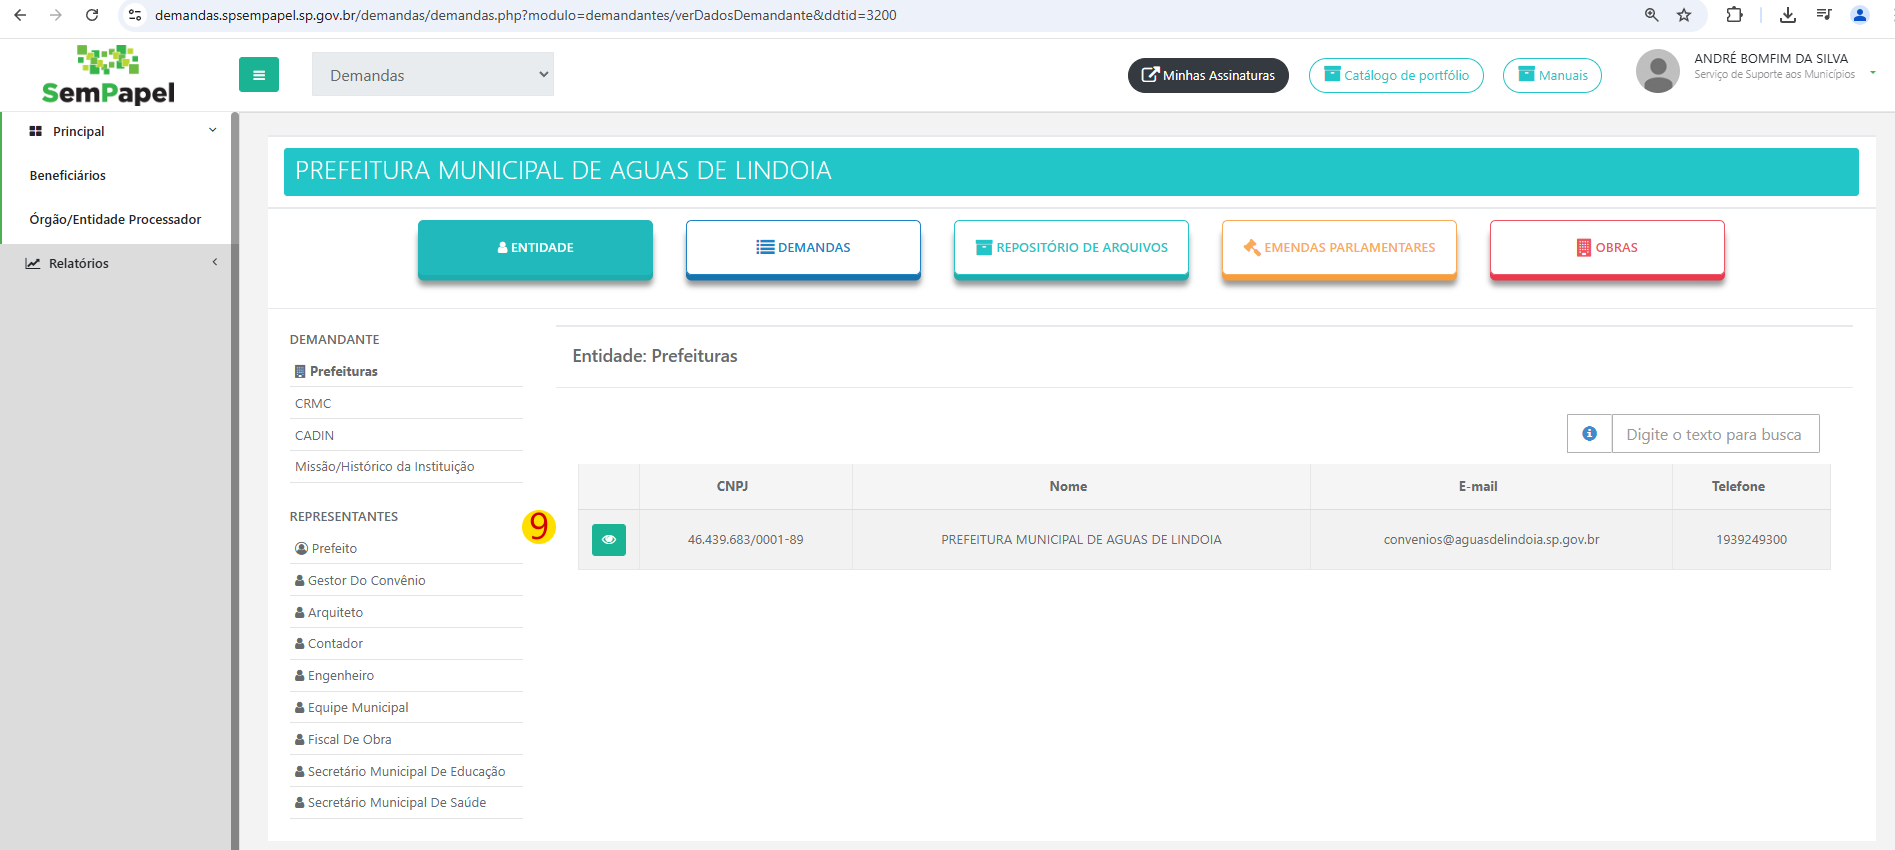 demandas.spsempapel.sp.gov.br/demandas/demandas.php?modulo=demandantes/verDadosDemandante&ddtid=3200
SemPapel
Demandas
Minhas Assinaturas
Catálogo de portfólio
Manuais
ANDRÉ BOMFIM DA SILVA
Serviço de Suporte aos Municípios
Principal
Beneficiários
Órgão/Entidade Processador
Relatórios
PREFEITURA MUNICIPAL DE AGUAS DE LINDOIA
ENTIDADE
DEMANDAS
REPOSITÓRIO DE ARQUIVOS
EMENDAS PARLAMENTARES
OBRAS
DEMANDANTE
Prefeituras
CRMC
CADIN
Missão/Histórico da Instituição
REPRESENTANTES
Prefeito
Gestor Do Convênio
Arquiteto
Contador
Engenheiro
Equipe Municipal
Fiscal De Obra
Secretário Municipal De Educação
Secretário Municipal De Saúde
Entidade: Prefeituras
Digite o texto para busca
CNPJ Nome E-mail Telefone
9
46.439.683/0001-89 PREFEITURA MUNICIPAL DE AGUAS DE LINDOIA convenios@aguasdelindoia.sp.gov.br 1939249300